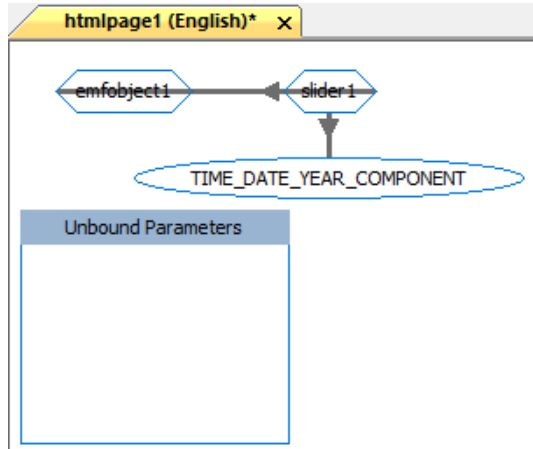 htmlpage1 (English)* x
emfobject1
slider1
TIME_DATE_YEAR_COMPONENT
Unbound Parameters